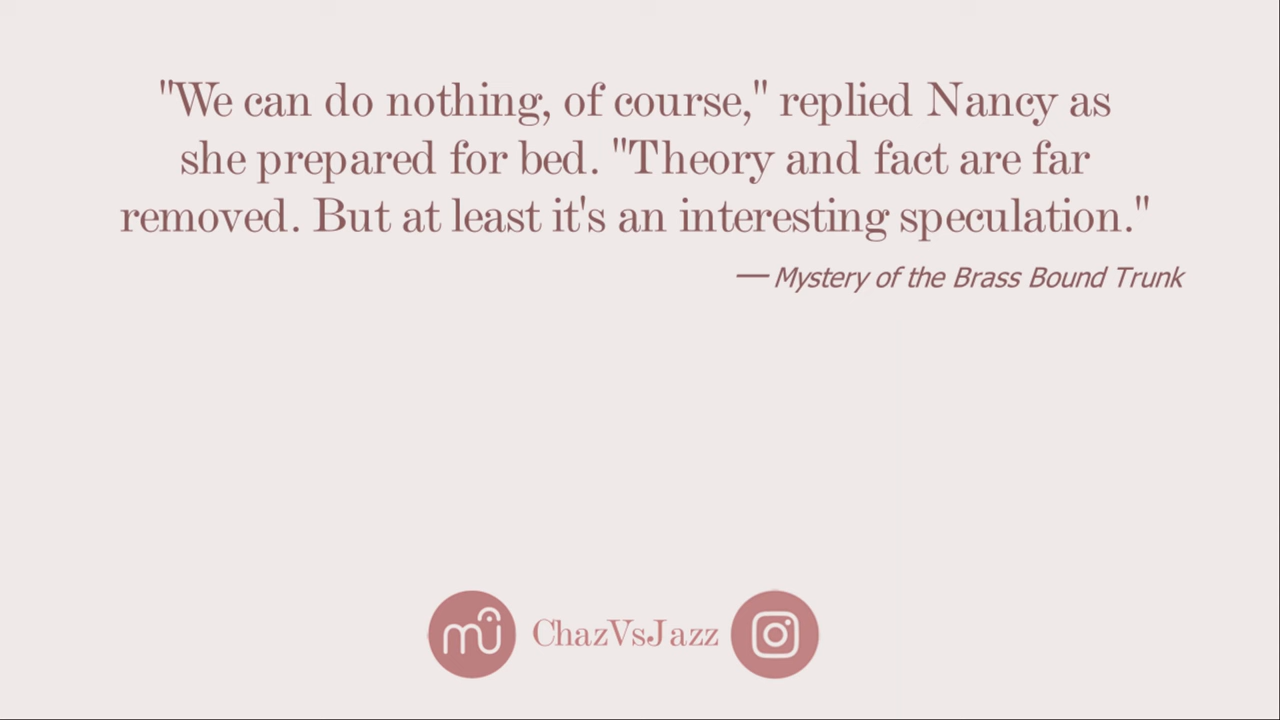 "We can do nothing, of course," replied Nancy as
she prepared for bed. "Theory and fact are far
removed. But at least it's an interesting speculation."
— Mystery of the Brass Bound Trunk
mu ChazVsJazz